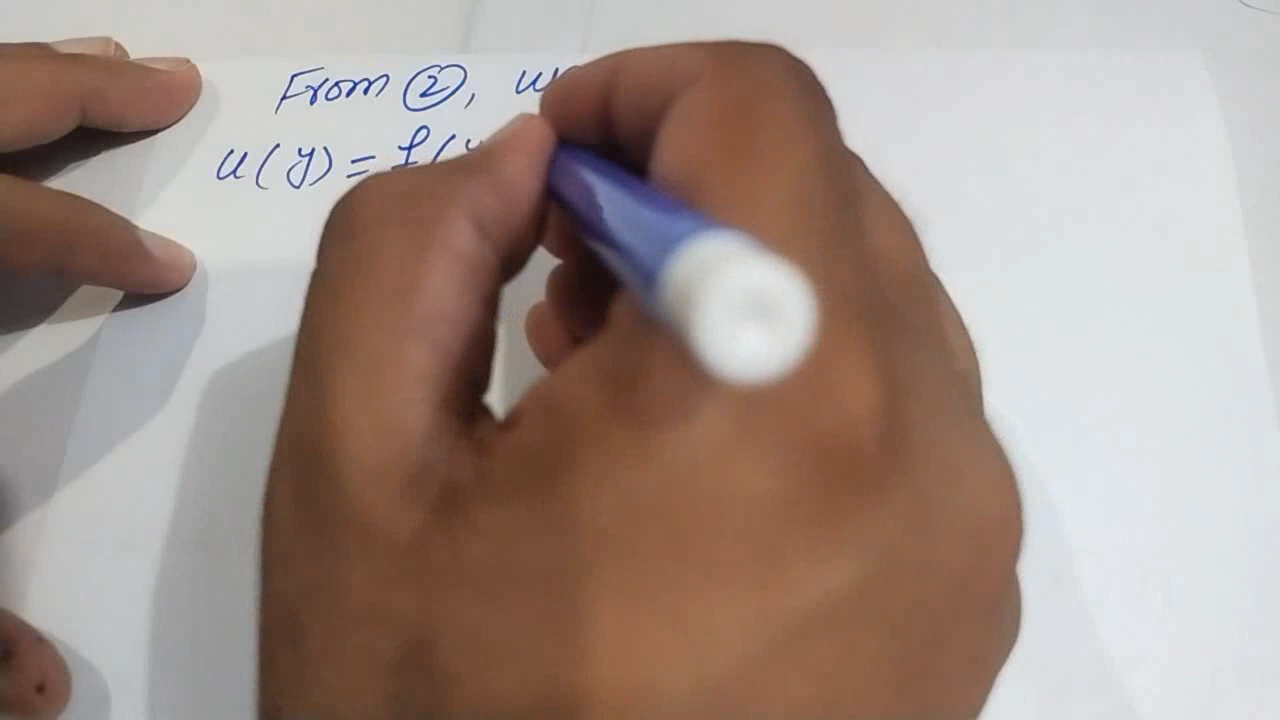 From ②,
u(y) = f(